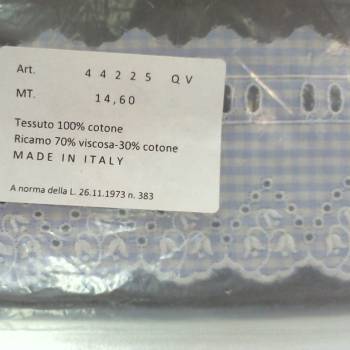 Art. 44225 QV
MT. 14,60
Tessuto 100% cotone
Ricamo 70% viscosa-30% cotone
MADE IN ITALY
A norma della L. 26.11.1973 n. 383